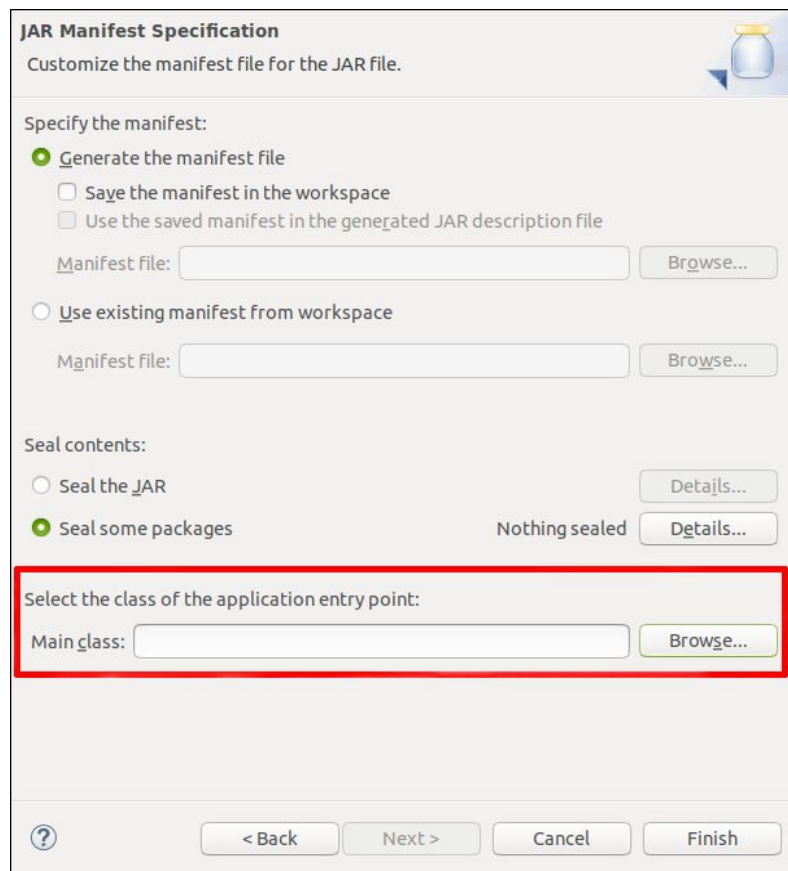 JAR Manifest Specification
Customize the manifest file for the JAR file.
Specify the manifest:
Generate the manifest file
Save the manifest in the workspace
Use the saved manifest in the generated JAR description file
Manifest file: Browse...
Use existing manifest from workspace
Manifest file: Browse...
Seal contents:
Seal the JAR Details...
Seal some packages Nothing sealed Details...
Select the class of the application entry point:
Main class: Browse...
? < Back Next > Cancel Finish